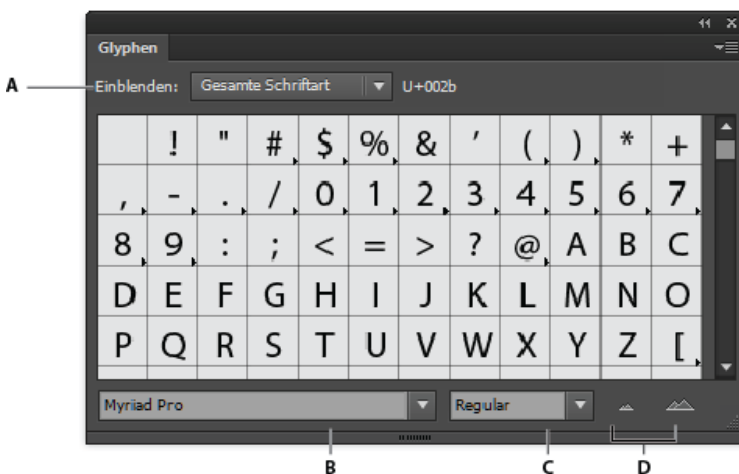 Glyphen
A Einblenden: Gesamte Schriftart U+002b
! " # $ % & ' ( ) * +
, - . / 0 1 2 3 4 5 6 7
8 9 : ; < = > ? @ A B C
D E F G H I J K L M N O
P Q R S T U V W X Y Z [
Myriad Pro Regular
B C D